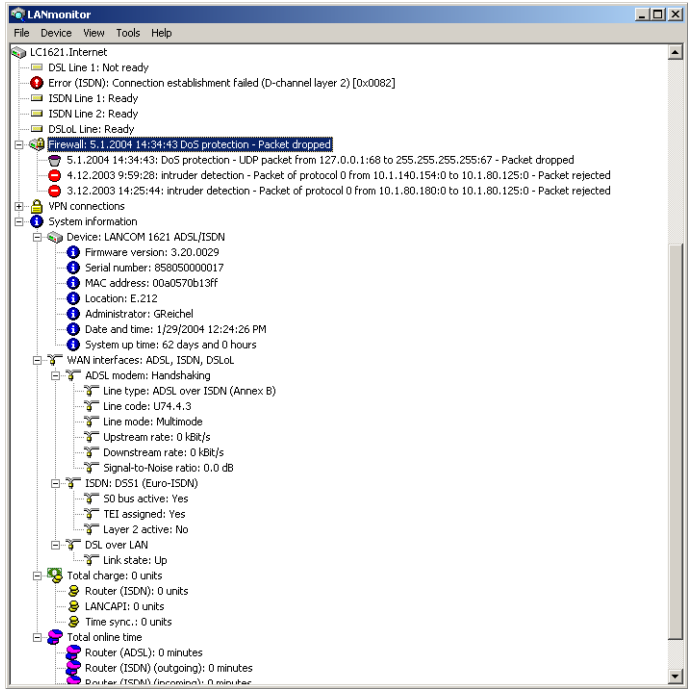 LANmonitor
File Device View Tools Help
LC1621.Internet
DSL Line 1: Not ready
Error (ISDN): Connection establishment failed (D-channel layer 2) [0x0082]
ISDN Line 1: Ready
ISDN Line 2: Ready
DSLoL Line: Ready
Firewall: 5.1.2004 14:34:43 DoS protection - Packet dropped
5.1.2004 14:34:43: DoS protection - UDP packet from 127.0.0.1:68 to 255.255.255.255:67 - Packet dropped
4.12.2003 9:59:28: intruder detection - Packet of protocol 0 from 10.1.140.154:0 to 10.1.80.125:0 - Packet rejected
3.12.2003 14:25:44: intruder detection - Packet of protocol 0 from 10.1.80.180:0 to 10.1.80.125:0 - Packet rejected
VPN connections
System information
Device: LANCOM 1621 ADSL/ISDN
Firmware version: 3.20.0029
Serial number: 858050000017
MAC address: 00a0570b13ff
Location: E.212
Administrator: GReichel
Date and time: 1/29/2004 12:24:26 PM
System up time: 62 days and 0 hours
WAN interfaces: ADSL, ISDN, DSLoL
ADSL modem: Handshaking
Line type: ADSL over ISDN (Annex B)
Line code: U74.4.3
Line mode: Multimode
Upstream rate: 0 kBit/s
Downstream rate: 0 kBit/s
Signal-to-Noise ratio: 0.0 dB
ISDN: DSS1 (Euro-ISDN)
S0 bus active: Yes
TEI assigned: Yes
Layer 2 active: No
DSL over LAN
Link state: Up
Total charge: 0 units
Router (ISDN): 0 units
LANCAPI: 0 units
Time sync.: 0 units
Total online time
Router (ADSL): 0 minutes
Router (ISDN) (outgoing): 0 minutes
Router (ISDN) (incoming): 0 minutes